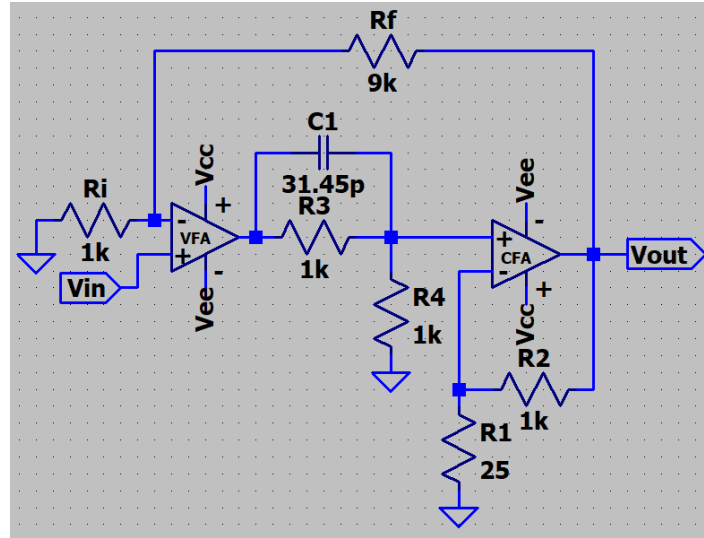 Rf
9k
C1
31.45p
R3
1k
Ri
1k
Vcc
+
-
VFA
+
-
Vee
Vin
R4
1k
Vee
-
+
CFA
-
+
Vcc
Vout
R2
1k
R1
25